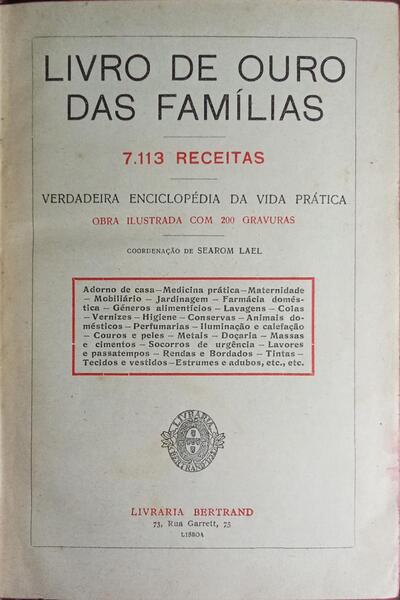 LIVRO DE OURO
DAS FAMÍLIAS
7.113 RECEITAS
VERDADEIRA ENCICLOPÉDIA DA VIDA PRÁTICA
OBRA ILUSTRADA COM 200 GRAVURAS
COORDENAÇÃO DE SEAROM LAEL
Adorno de casa—Medicina prática—Maternidade
— Mobiliário — Jardinagem — Farmácia domés-
tica — Géneros alimentícios — Lavagens — Colas
— Vernizes — Higiene — Conservas — Animais do-
mésticos — Perfumarias — Iluminação e calefação
— Couros e peles — Metais — Doçaria — Massas
e cimentos — Socorros de urgência — Lavores
e passatempos — Rendas e Bordados — Tintas —
Tecidos e vestidos—Estrumes e adubos, etc., etc.
LIVRARIA
BERTRAND
LIVRARIA BERTRAND
73, Rua Garrett, 75
LISBOA